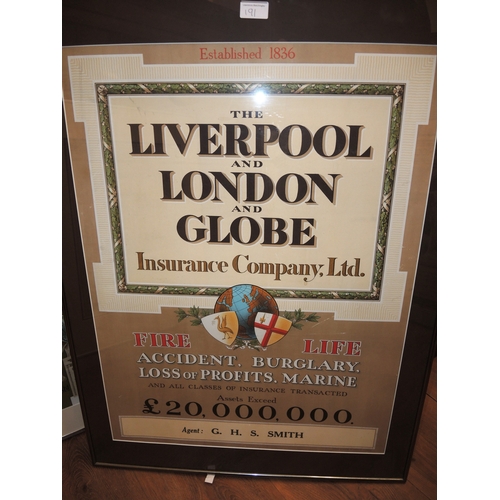 191
Established 1836
THE
LIVERPOOL
AND
LONDON
AND
GLOBE
Insurance Company, Ltd.
FIRE LIFE
ACCIDENT, BURGLARY,
LOSS OF PROFITS, MARINE
AND ALL CLASSES OF INSURANCE TRANSACTED
Assets Exceed
£20,000,000.
Agent: G. H. S. SMITH